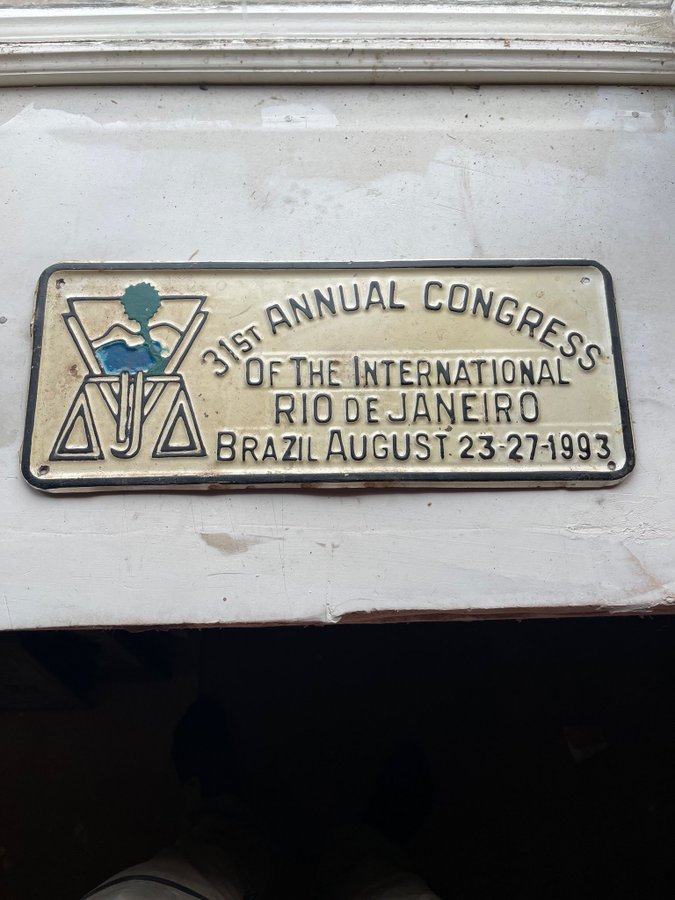 31ST ANNUAL CONGRESS
OF THE INTERNATIONAL
RIO DE JANEIRO
BRAZIL AUGUST 23-27-1993